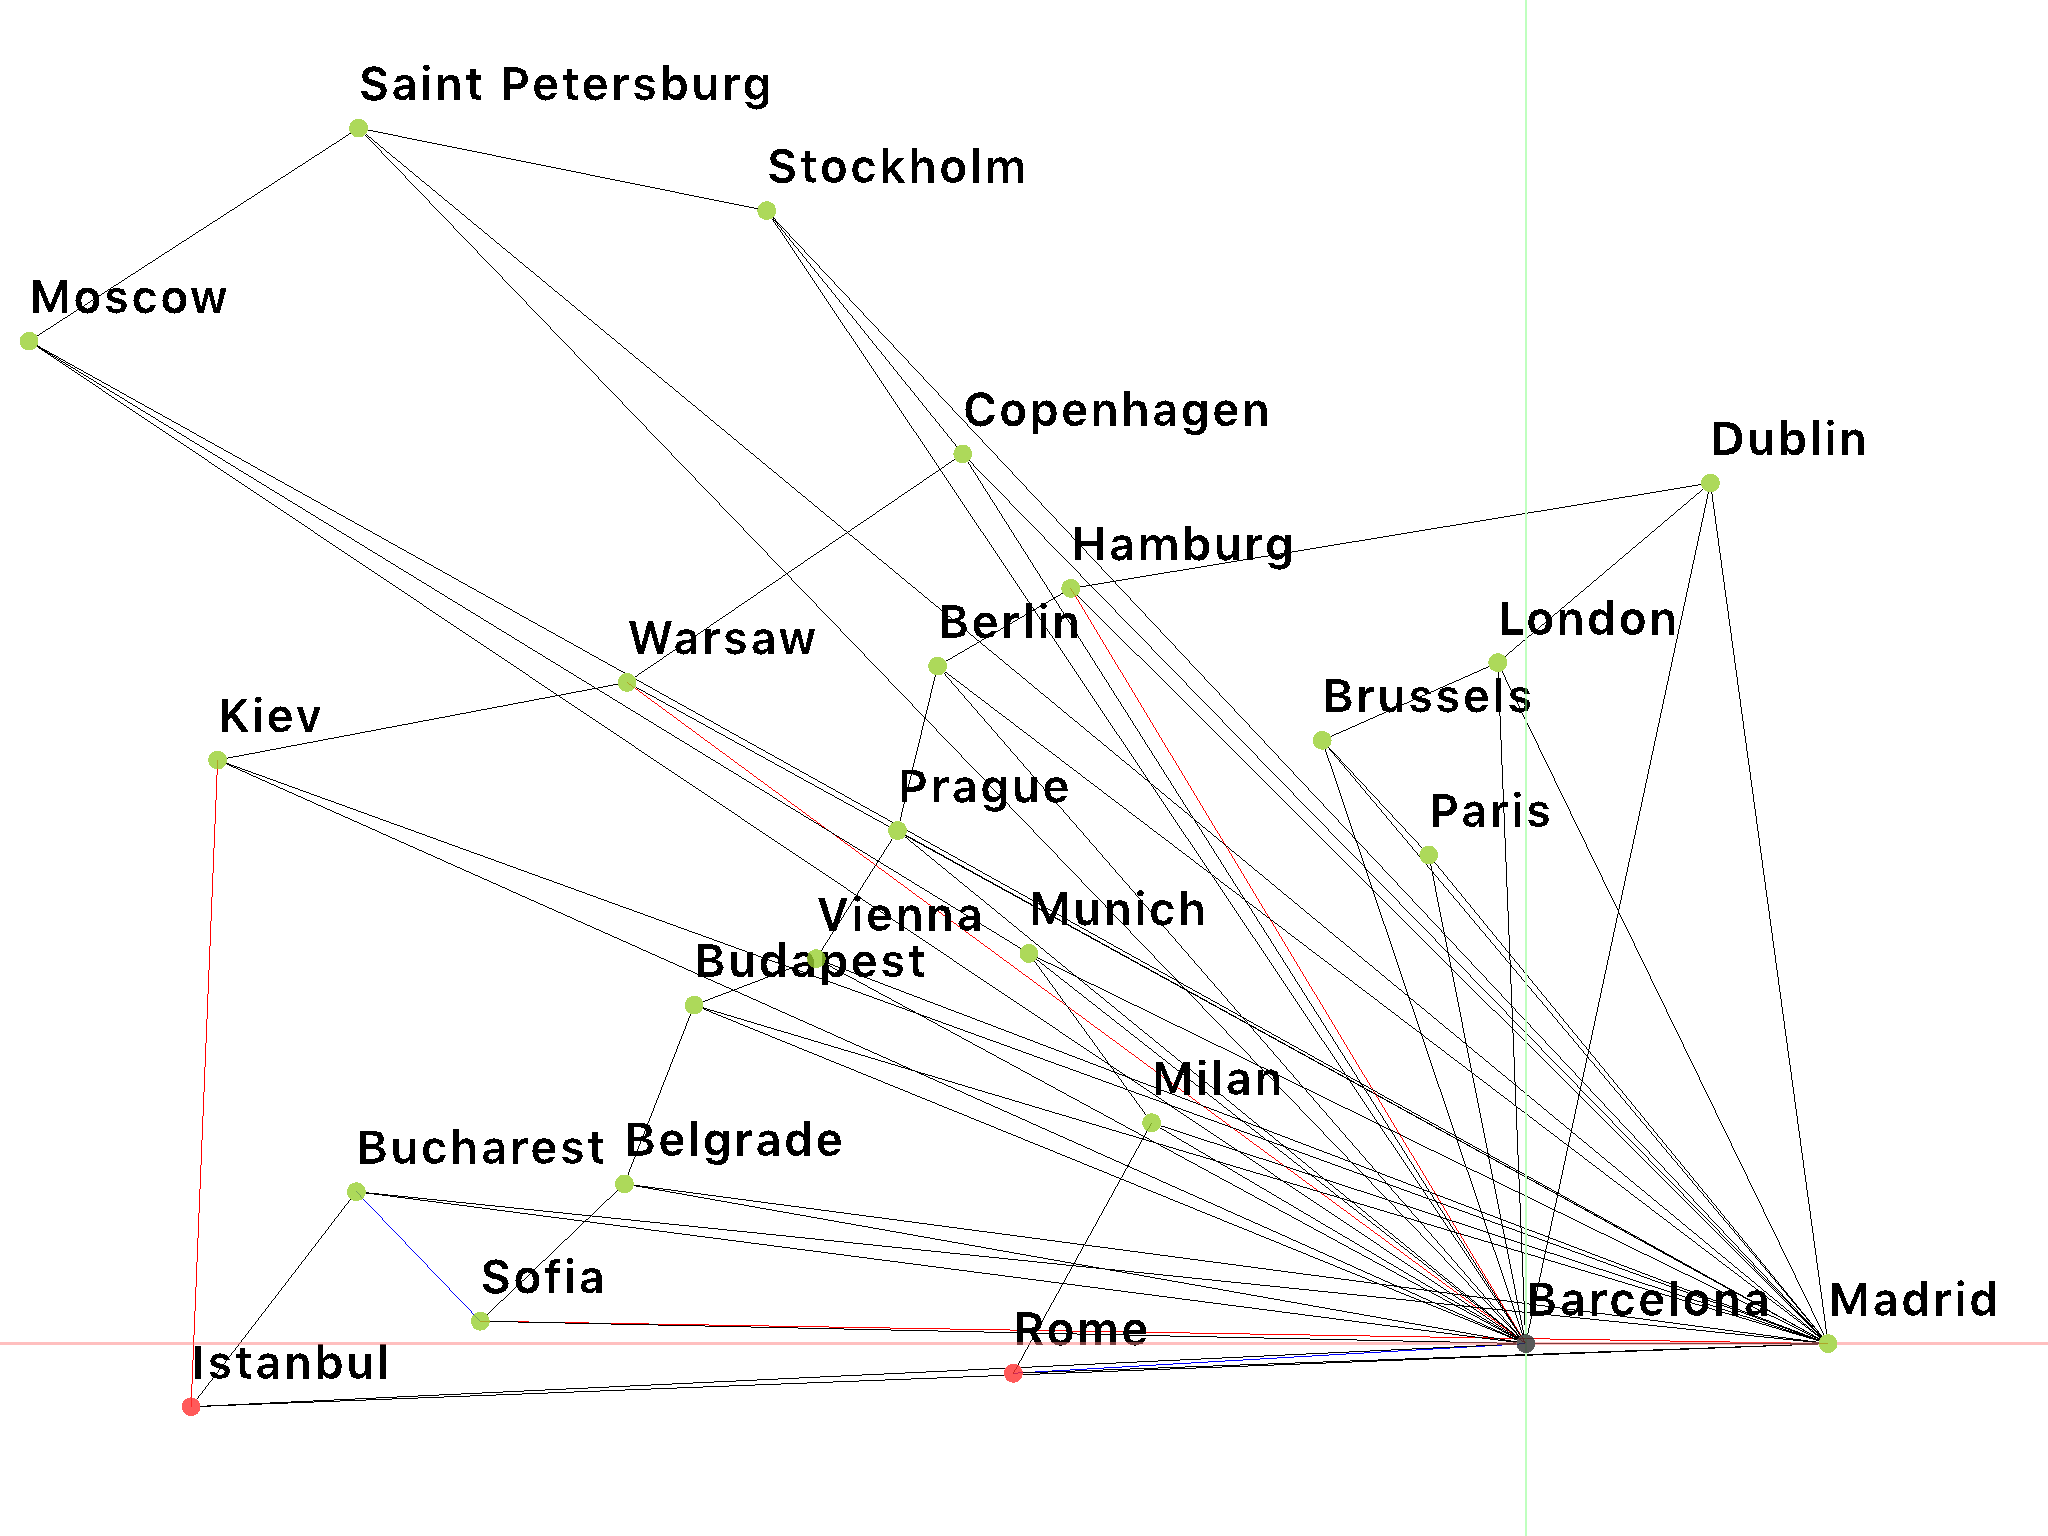 Saint Petersburg
Stockholm
Moscow
Copenhagen
Dublin
Hamburg
Berlin
London
Warsaw
Brussels
Kiev
Prague
Paris
Vienna
Munich
Budapest
Milan
Bucharest
Belgrade
Sofia
Barcelona
Madrid
Rome
Istanbul